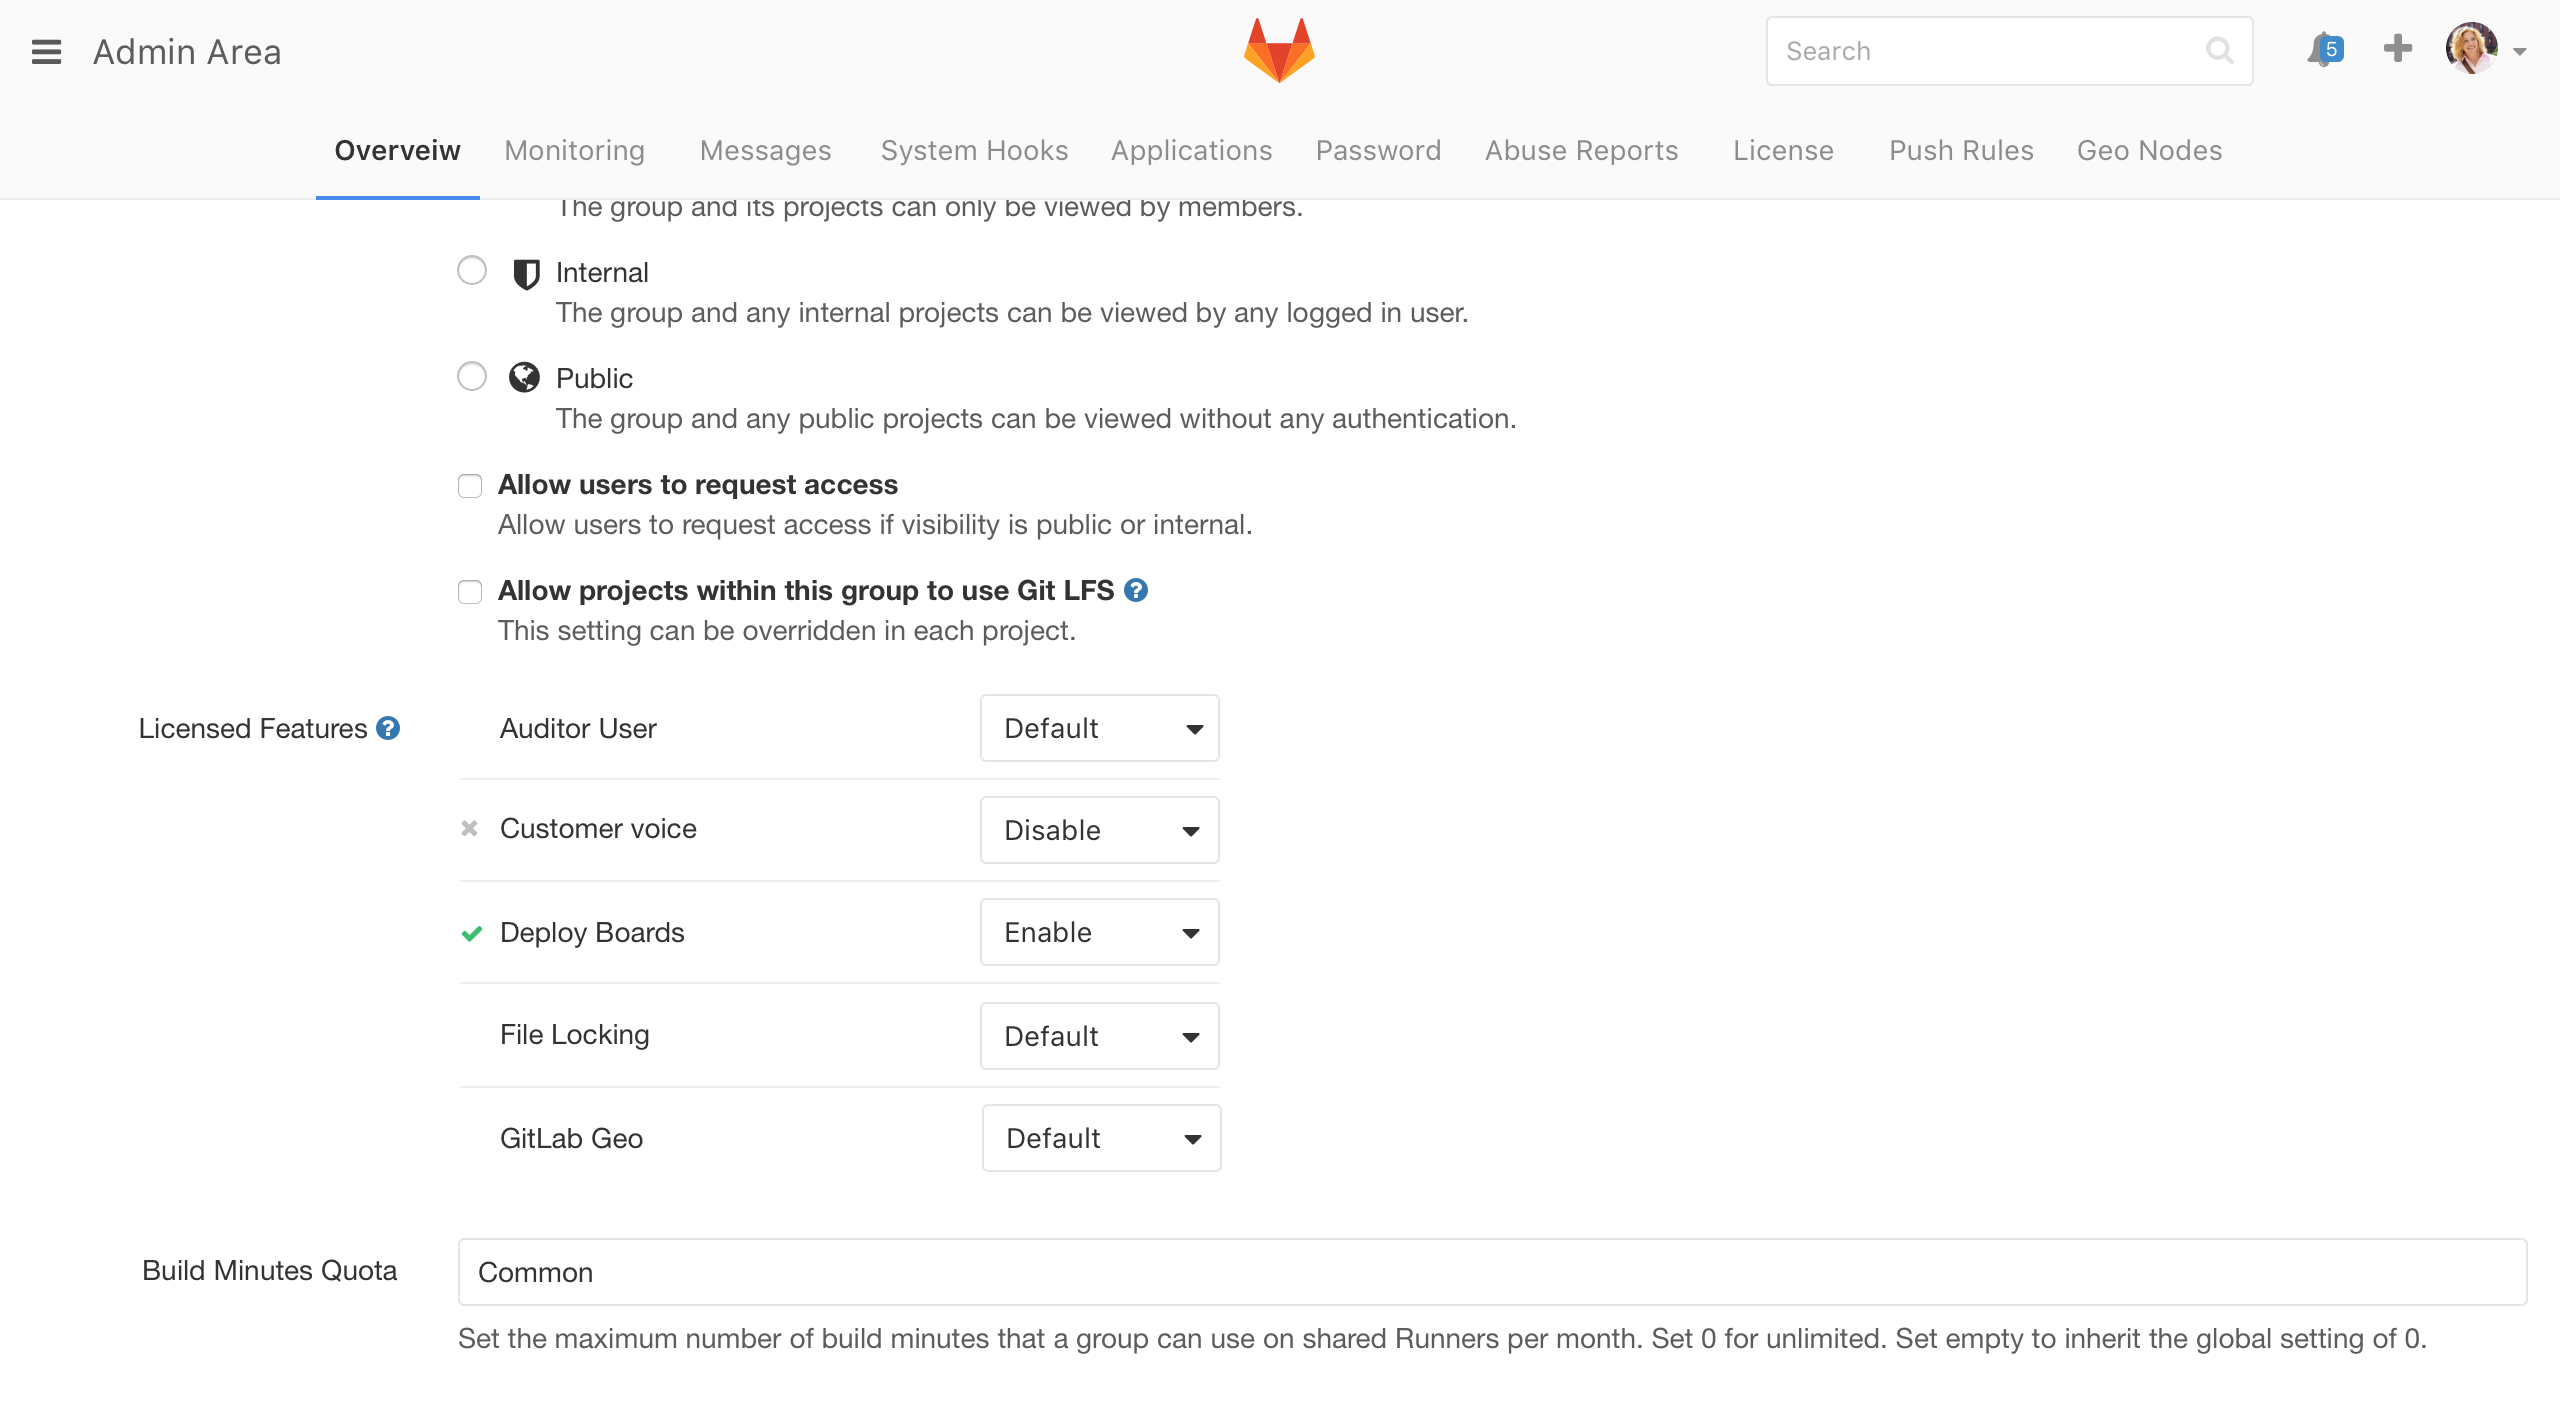 Admin Area
Search
5
Overveiw Monitoring Messages System Hooks Applications Password Abuse Reports License Push Rules Geo Nodes
The group and its projects can only be viewed by members.
Internal
The group and any internal projects can be viewed by any logged in user.
Public
The group and any public projects can be viewed without any authentication.
Allow users to request access
Allow users to request access if visibility is public or internal.
Allow projects within this group to use Git LFS ?
This setting can be overridden in each project.
Licensed Features ? Auditor User Default
Customer voice Disable
Deploy Boards Enable
File Locking Default
GitLab Geo Default
Build Minutes Quota Common
Set the maximum number of build minutes that a group can use on shared Runners per month. Set 0 for unlimited. Set empty to inherit the global setting of 0.